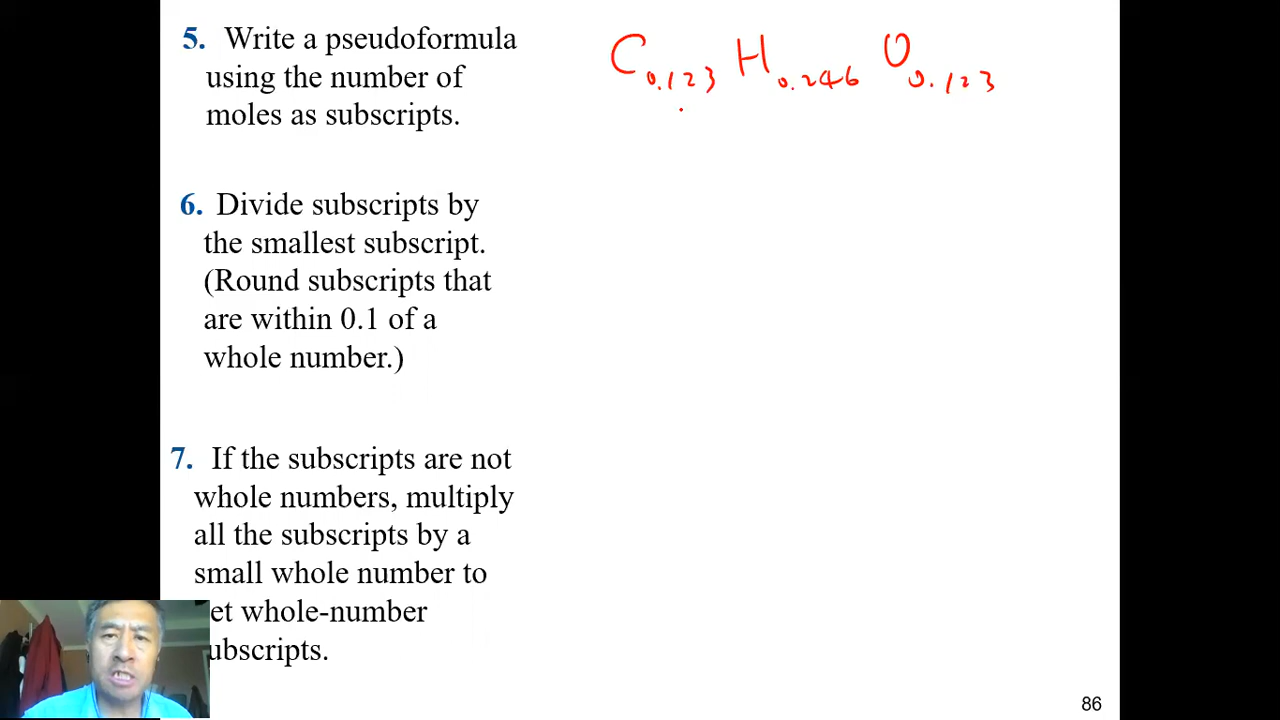 5. Write a pseudoformula
using the number of
moles as subscripts.
C0.123 H0.246 O0.123
6. Divide subscripts by
the smallest subscript.
(Round subscripts that
are within 0.1 of a
whole number.)
7. If the subscripts are not
whole numbers, multiply
all the subscripts by a
small whole number to
et whole-number
ubscripts.
86